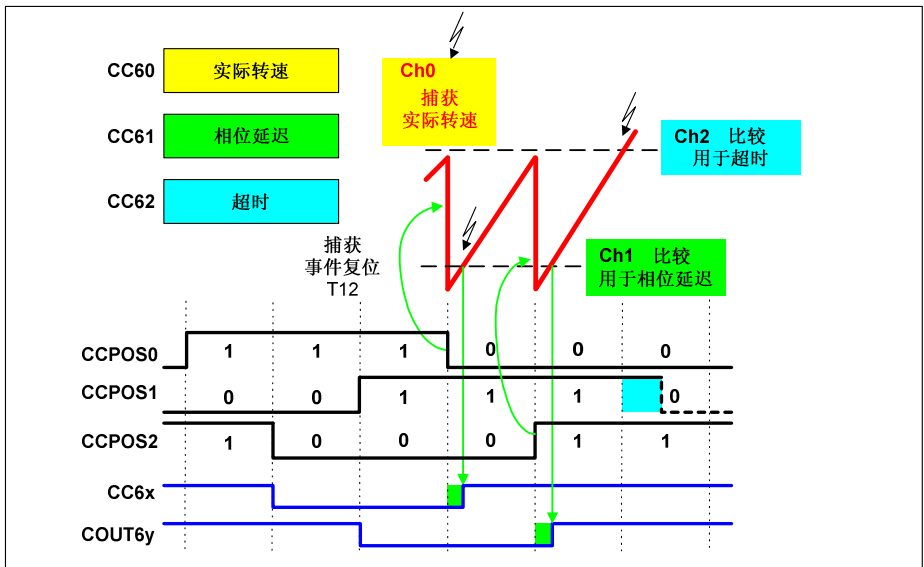 CC60 实际转速
CC61 相位延迟
CC62 超时
Ch0
捕获
实际转速
Ch2 比较
用于超时
捕获
事件复位
T12
Ch1 比较
用于相位延迟
CCPOS0 1 1 1 0 0 0
CCPOS1 0 0 1 1 1 0
CCPOS2 1 0 0 0 1 1
CC6x
COUT6y